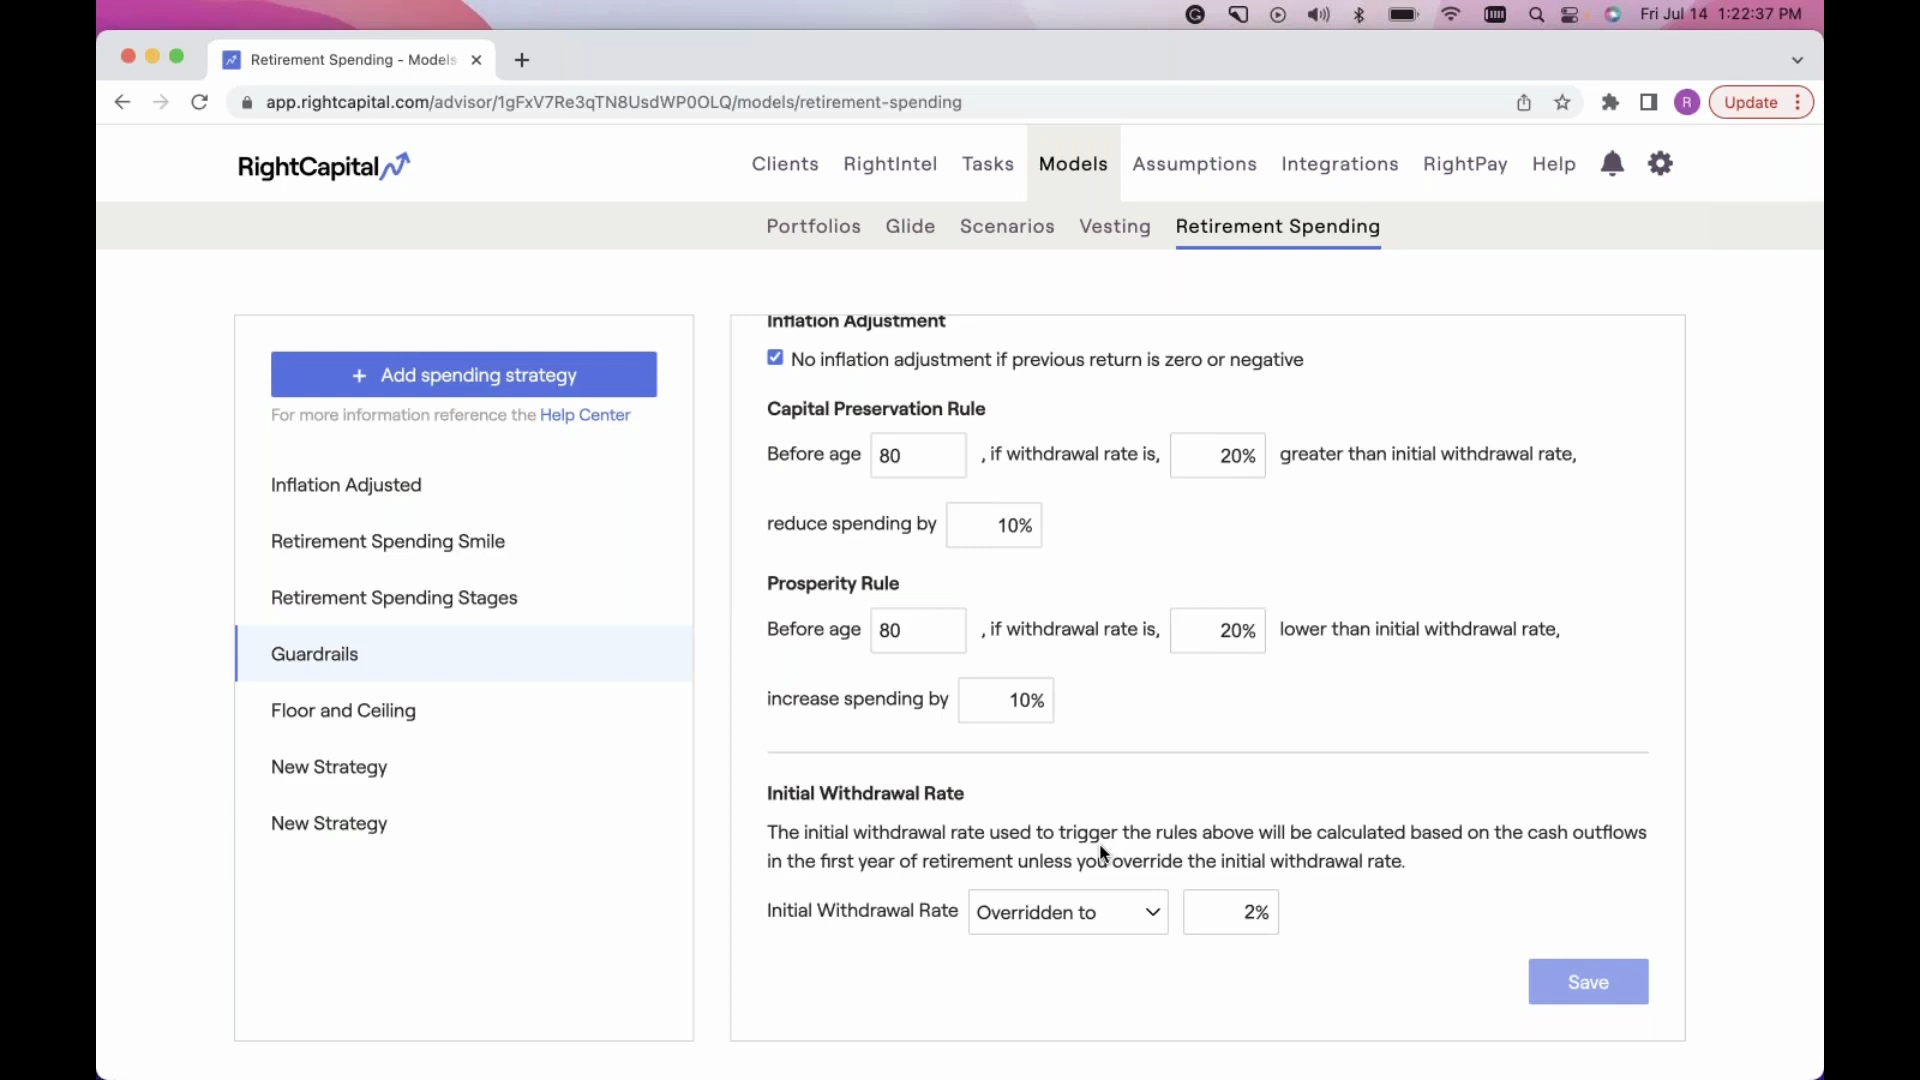 Fri Jul 14 1:22:37 PM
Retirement Spending - Models
app.rightcapital.com/advisor/1gFxV7Re3qTN8UsdWP0OLQ/models/retirement-spending
R
Update
RightCapital
Clients RightIntel Tasks Models Assumptions Integrations RightPay Help
Portfolios Glide Scenarios Vesting Retirement Spending
+ Add spending strategy
For more information reference the Help Center
Inflation Adjusted
Retirement Spending Smile
Retirement Spending Stages
Guardrails
Floor and Ceiling
New Strategy
New Strategy
Inflation Adjustment
No inflation adjustment if previous return is zero or negative
Capital Preservation Rule
Before age 80 , if withdrawal rate is, 20% greater than initial withdrawal rate,
reduce spending by 10%
Prosperity Rule
Before age 80 , if withdrawal rate is, 20% lower than initial withdrawal rate,
increase spending by 10%
Initial Withdrawal Rate
The initial withdrawal rate used to trigger the rules above will be calculated based on the cash outflows
in the first year of retirement unless you override the initial withdrawal rate.
Initial Withdrawal Rate Overridden to 2%
Save